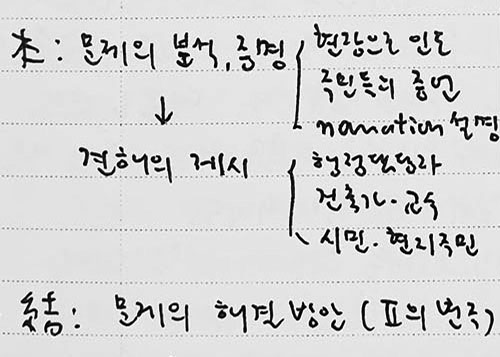 本: 문제의 분석, 증명 { 현장으로 인도
주민들의 증언
narration 설명
↓
견해의 제시 { 행정담당자
건축가·교수
시민·현지주민
結: 문제의 해결방안 (II의 번주)